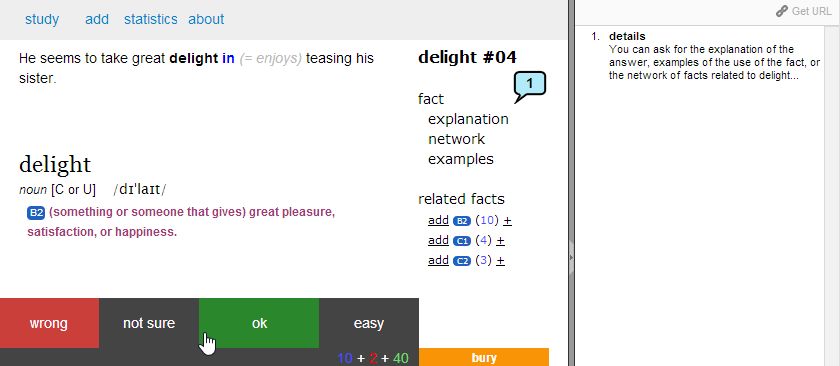 study add statistics about
He seems to take great delight in (= enjoys) teasing his
sister.
delight
noun [C or U] /dɪˈlaɪt/
B2 (something or someone that gives) great pleasure,
satisfaction, or happiness.
wrong not sure ok easy
10 + 2 + 40
delight #04
1
fact
explanation
network
examples
related facts
add B2 (10) +
add C1 (4) +
add C2 (3) +
bury
Get URL
1. details
You can ask for the explanation of the
answer, examples of the use of the fact, or
the network of facts related to delight...